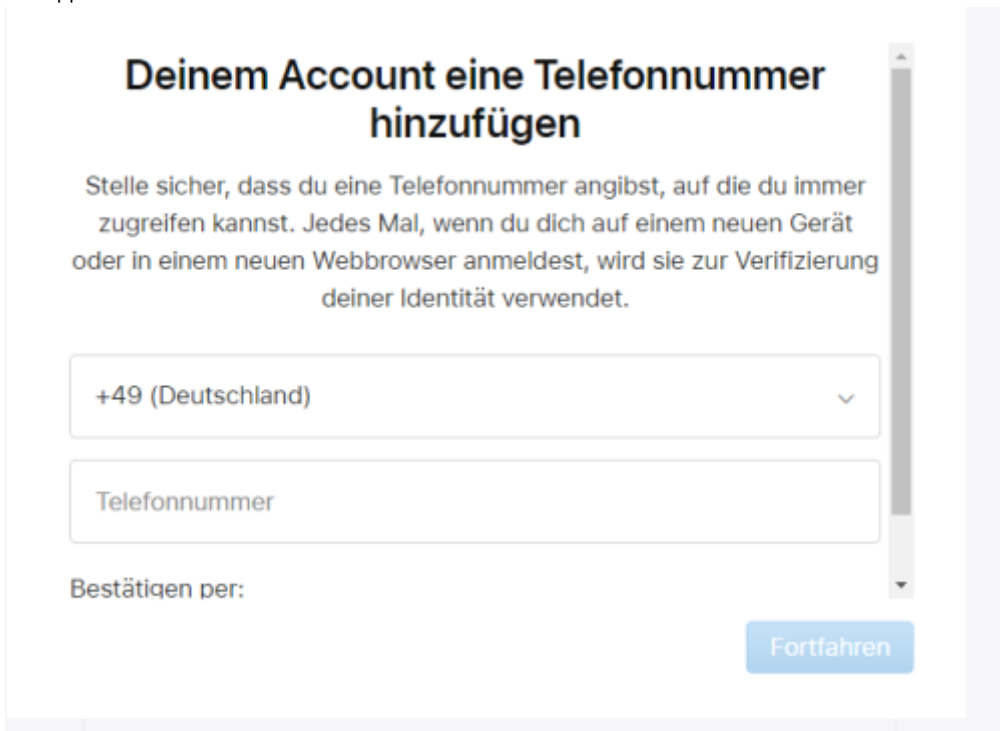 Deinem Account eine Telefonnummer
hinzufügen
Stelle sicher, dass du eine Telefonnummer angibst, auf die du immer
zugreifen kannst. Jedes Mal, wenn du dich auf einem neuen Gerät
oder in einem neuen Webbrowser anmeldest, wird sie zur Verifizierung
deiner Identität verwendet.
+49 (Deutschland)
Telefonnummer
Bestätigen per:
Fortfahren